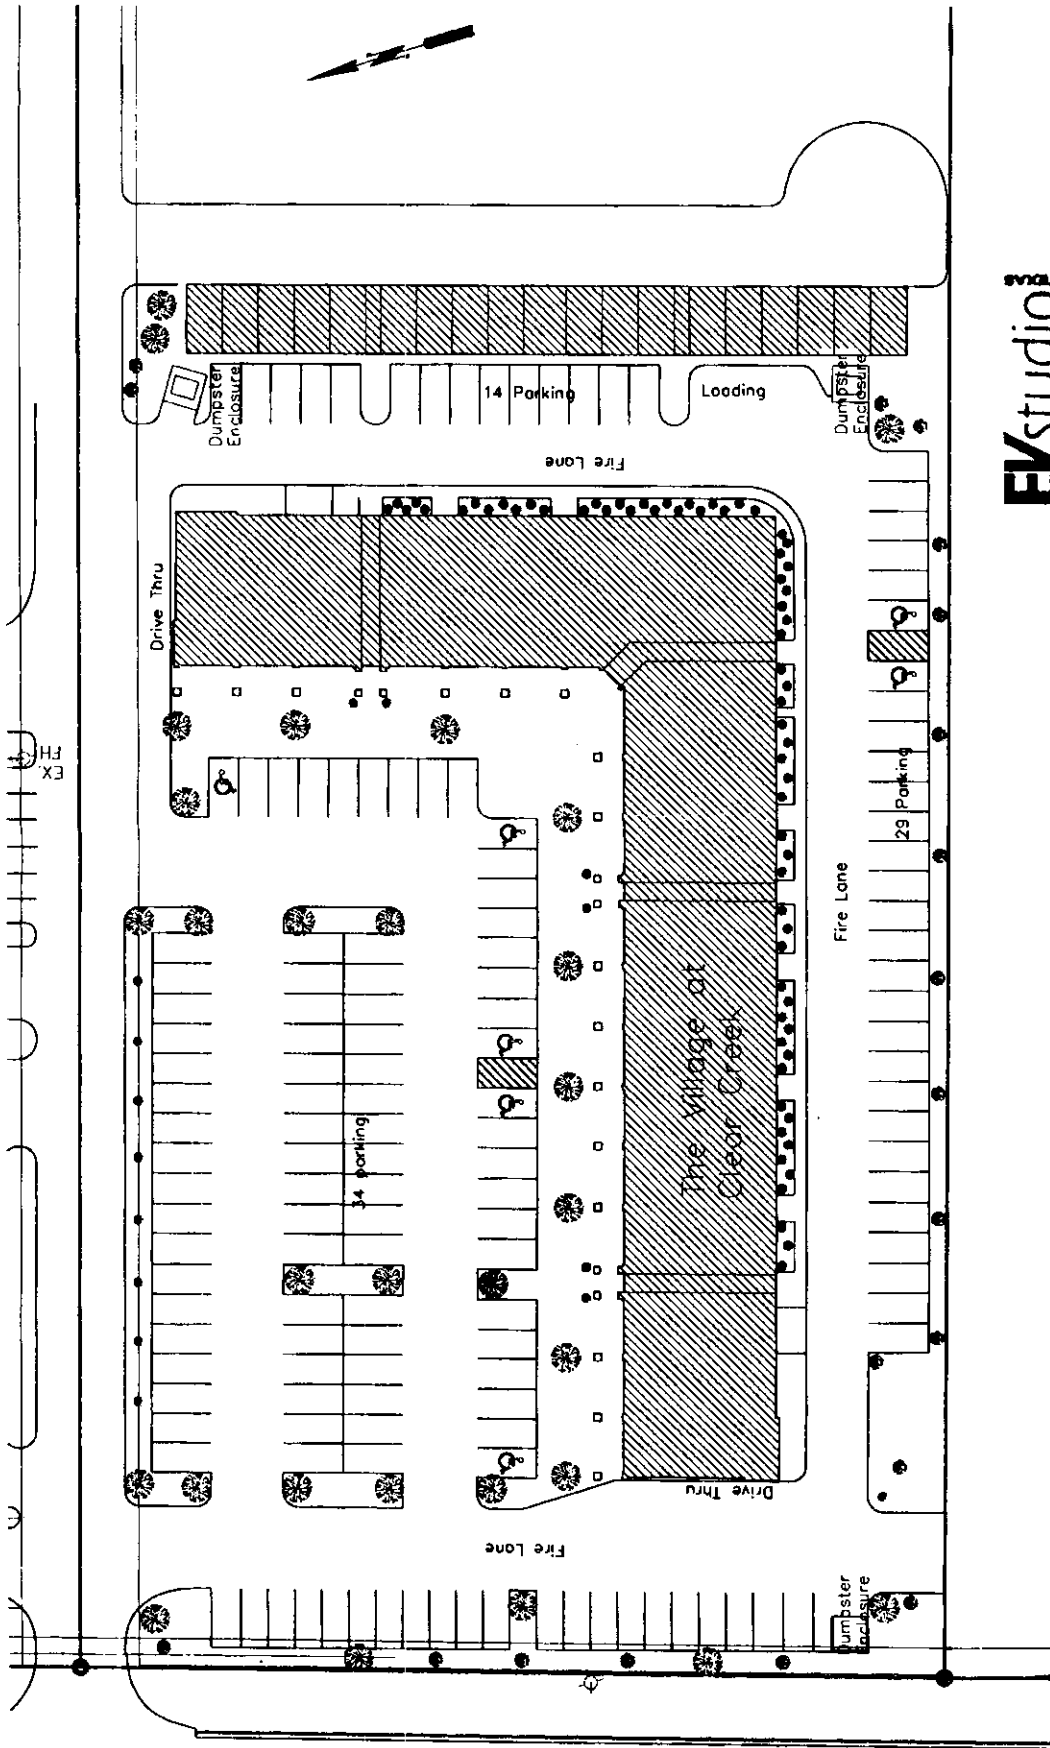 TEXAS
EKstudio
Dumpster
Enclosure
14 Parking
Loading
Dumpster
Enclosure
Fire Lane
Drive Thru
EX.
FH
29 Parking
Fire Lane
The Village at
Clear Creek
34 parking
Drive Thru
Fire Lane
Dumpster
Enclosure